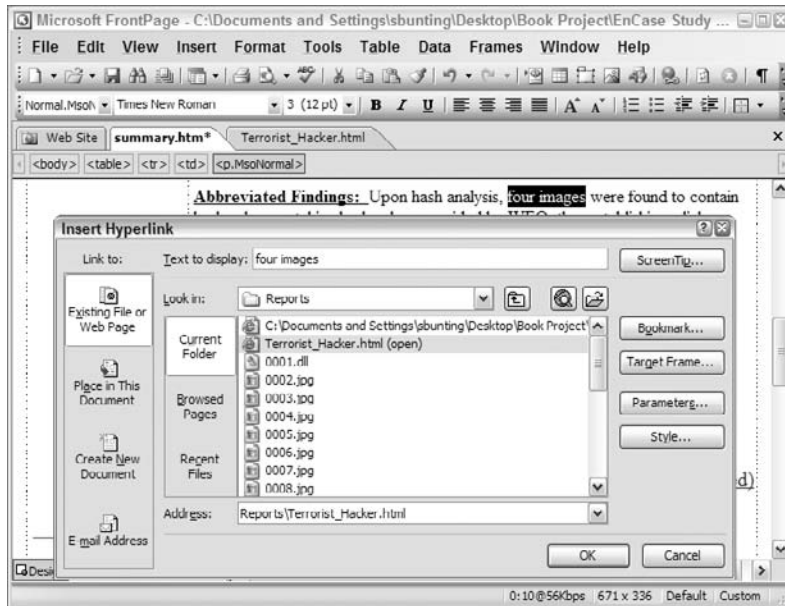 Microsoft FrontPage - C:\Documents and Settings\sbunting\Desktop\Book Project\EnCase Study ...
File Edit View Insert Format Tools Table Data Frames Window Help
Normal.MsoN Times New Roman 3 (12 pt) B I U
Web Site summary.htm* Terrorist_Hacker.html
<body> <table> <tr> <td> <p.MsoNormal>
Abbreviated Findings: Upon hash analysis, four images were found to contain
Insert Hyperlink
Link to: Text to display: four images ScreenTip...
Existing File or Web Page
Place in This Document
Create New Document
E-mail Address
Look in: Reports
Current Folder
Browsed Pages
Recent Files
C:\Documents and Settings\sbunting\Desktop\Book Project\
Terrorist_Hacker.html (open)
0001.dll
0002.jpg
0003.jpg
0004.jpg
0005.jpg
0006.jpg
0007.jpg
0008.jpg
Bookmark...
Target Frame...
Parameters...
Style...
d)
Address: Reports\Terrorist_Hacker.html
OK Cancel
Desi
0:10@56Kbps 671 x 336 Default Custom